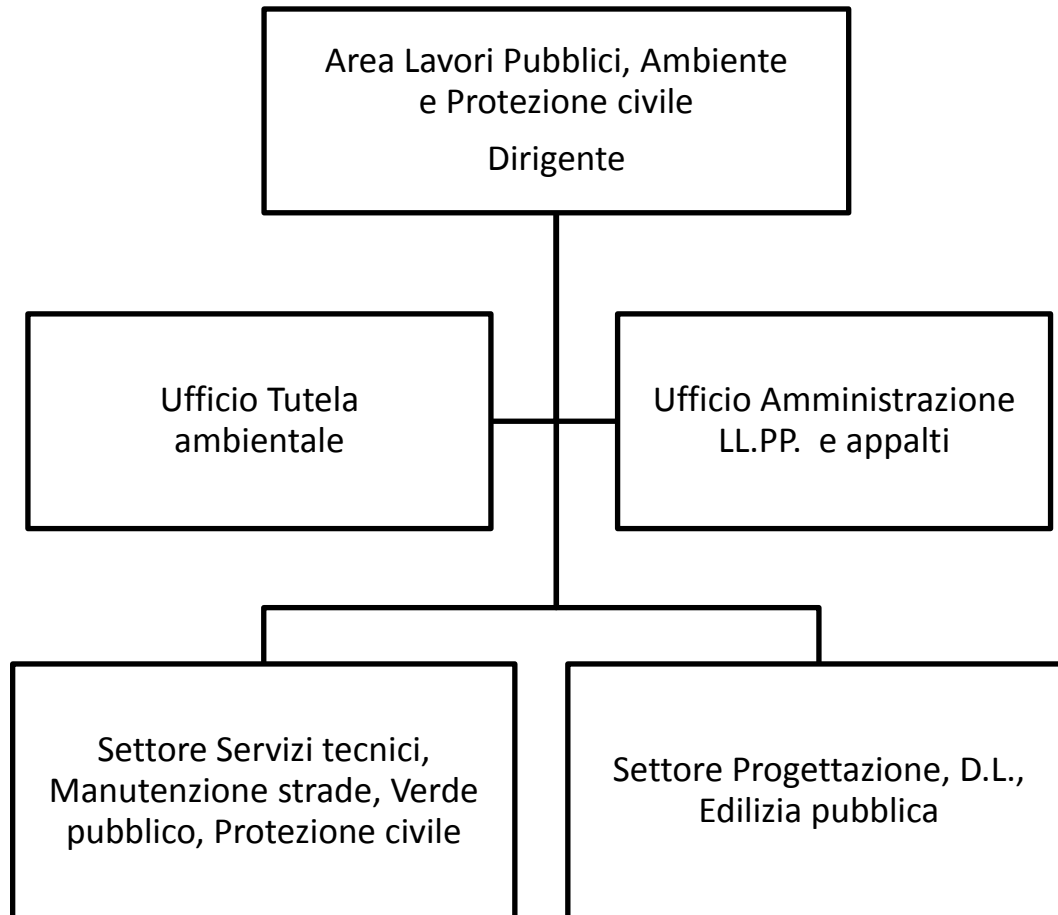 Area Lavori Pubblici, Ambiente
e Protezione civile
Dirigente
Ufficio Tutela
ambientale
Ufficio Amministrazione
LL.PP. e appalti
Settore Servizi tecnici,
Manutenzione strade, Verde
pubblico, Protezione civile
Settore Progettazione, D.L.,
Edilizia pubblica